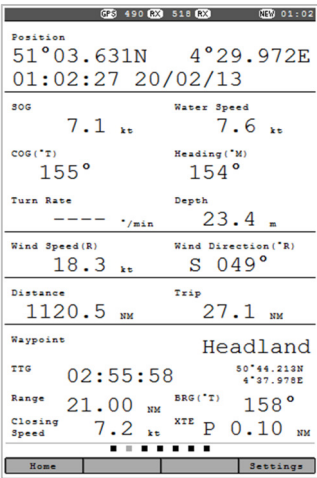 GPS 490 RX 518 RX NEW 01:02
Position
51°03.631N 4°29.972E
01:02:27 20/02/13
SOG Water Speed
7.1 kt 7.6 kt
COG(°T) Heading(°M)
155° 154°
Turn Rate Depth
---- °/min 23.4 m
Wind Speed(R) Wind Direction(°R)
18.3 kt S 049°
Distance Trip
1120.5 NM 27.1 NM
Waypoint Headland
TTG 02:55:58 50°44.213N
4°37.978E
Range 21.00 NM BRG(°T) 158°
Closing Speed 7.2 kt XTE P 0.10 NM
Home Settings